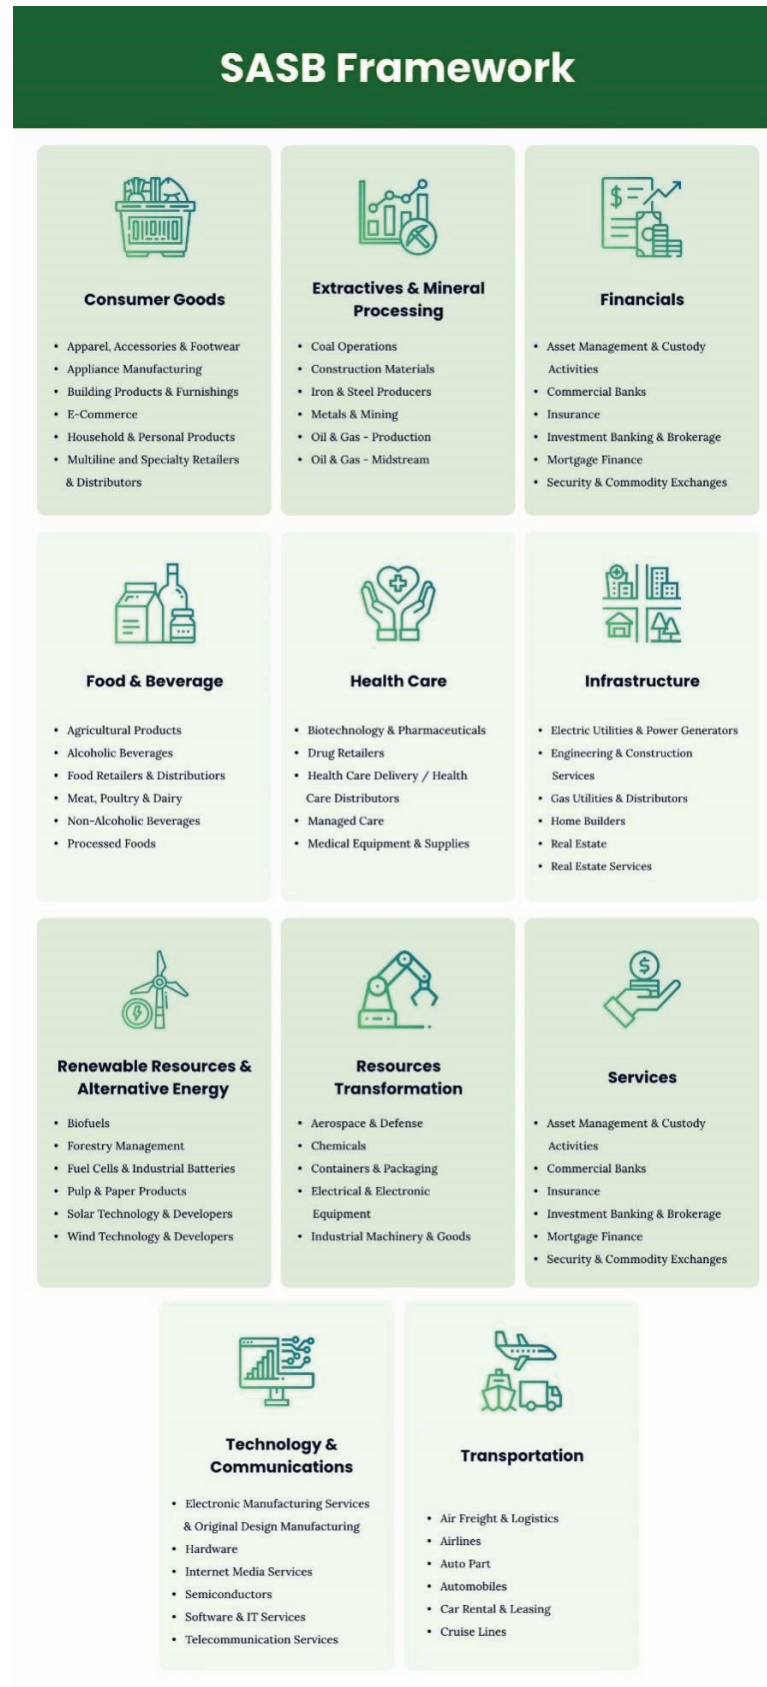 SASB Framework
Consumer Goods
• Apparel, Accessories & Footwear
• Appliance Manufacturing
• Building Products & Furnishings
• E-Commerce
• Household & Personal Products
• Multiline and Specialty Retailers
& Distributors
Extractives & Mineral
Processing
• Coal Operations
• Construction Materials
• Iron & Steel Producers
• Metals & Mining
• Oil & Gas - Production
• Oil & Gas - Midstream
Financials
• Asset Management & Custody
Activities
• Commercial Banks
• Insurance
• Investment Banking & Brokerage
• Mortgage Finance
• Security & Commodity Exchanges
Food & Beverage
• Agricultural Products
• Alcoholic Beverages
• Food Retailers & Distribution​rs
• Meat, Poultry & Dairy
• Non-Alcoholic Beverages
• Processed Foods
Health Care
• Biotechnology & Pharmaceuticals
• Drug Retailers
• Health Care Delivery / Health
Care Distributors
• Managed Care
• Medical Equipment & Supplies
Infrastructure
• Electric Utilities & Power Generators
• Engineering & Construction
Services
• Gas Utilities & Distributors
• Home Builders
• Real Estate
• Real Estate Services
Renewable Resources &
Alternative Energy
• Biofuels
• Forestry Management
• Fuel Cells & Industrial Batteries
• Pulp & Paper Products
• Solar Technology & Developers
• Wind Technology & Developers
Resources
Transformation
• Aerospace & Defense
• Chemicals
• Containers & Packaging
• Electrical & Electronic
Equipment
• Industrial Machinery & Goods
Services
• Asset Management & Custody
Activities
• Commercial Banks
• Insurance
• Investment Banking & Brokerage
• Mortgage Finance
• Security & Commodity Exchanges
Technology &
Communications
• Electronic Manufacturing Services
& Original Design Manufacturing
• Hardware
• Internet Media Services
• Semiconductors
• Software & IT Services
• Telecommunication Services
Transportation
• Air Freight & Logistics
• Airlines
• Auto Part
• Automobiles
• Car Rental & Leasing
• Cruise Lines